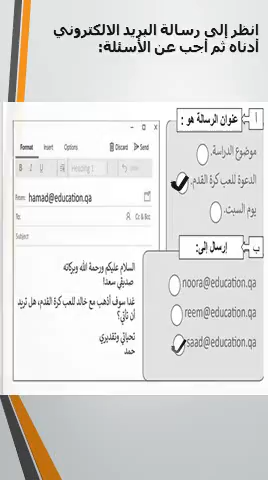 انظر إلى رسالة البريد الالكتروني
أدناه ثم أجب عن الأسئلة:
أ
عنوان الرسالة هو :
موضوع الدراسة.
الدعوة للعب كرة القدم.
يوم السبت.
ب
إرسال إلى:
noora@education.qa
reem@education.qa
saad@education.qa
Format Insert Options Discard Send
B I U Heading 1
From: hamad@education.qa
To: Cc & Bcc
Subject
السلام عليكم ورحمة الله وبركاته
صديقي سعد!
غدا سوف أذهب مع خالد للعب كرة القدم، هل تريد
أن تأتي؟
تحياتي وتقديري
حمد